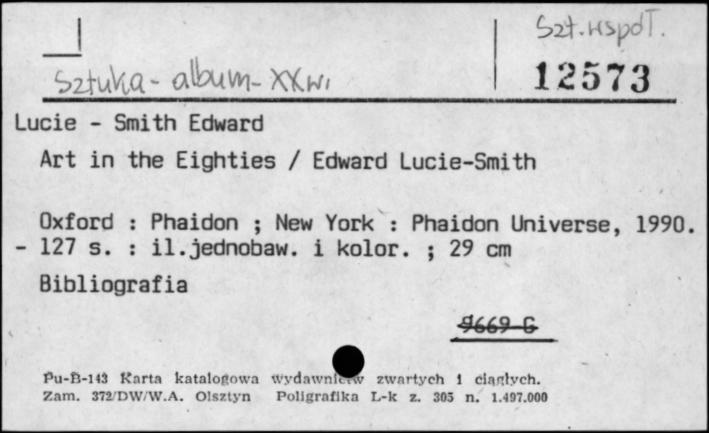 Szt. współ.
Sztuka - album - XX w.
12573
Lucie - Smith Edward
Art in the Eighties / Edward Lucie-Smith
Oxford : Phaidon ; New York : Phaidon Universe, 1990.
- 127 s. : il.jednobaw. i kolor. ; 29 cm
Bibliografia
9669 G
Pu-B-143 Karta katalogowa wydawnictw zwartych i ciągłych.
Zam. 372/DW/W.A. Olsztyn Poligrafika L-k z. 305 n. 1.497.000